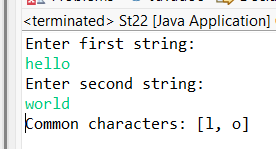 <terminated> St22 [Java Application]
Enter first string:
hello
Enter second string:
world
Common characters: [l, o]